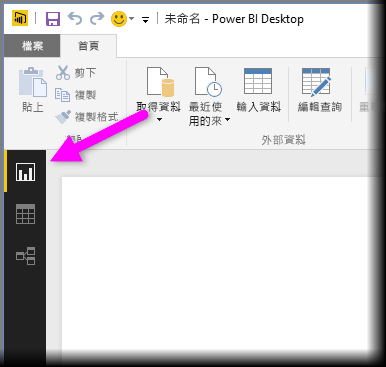 未命名 - Power BI Desktop
檔案 首頁
貼上
剪下
複製
複製格式
取得資料
最近使
用的來
輸入資料
編輯查詢
外部資料